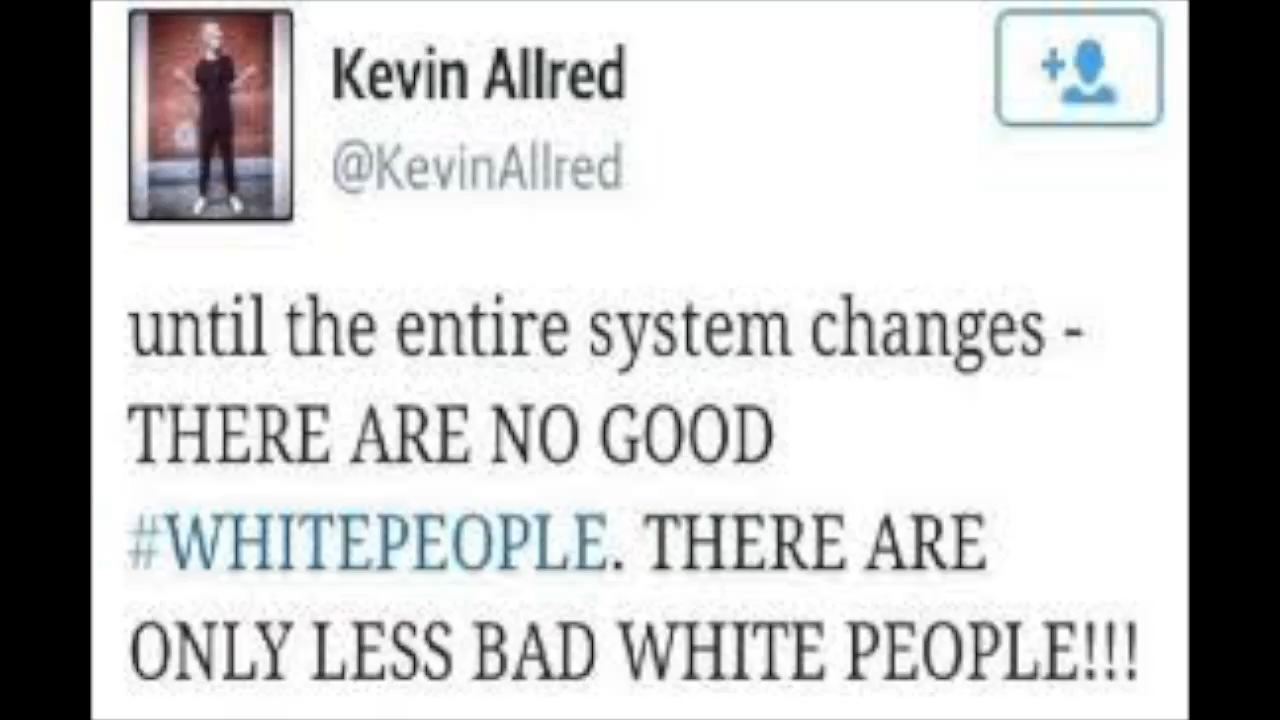 Kevin Allred
@KevinAllred
until the entire system changes -
THERE ARE NO GOOD
#WHITEPEOPLE. THERE ARE
ONLY LESS BAD WHITE PEOPLE!!!